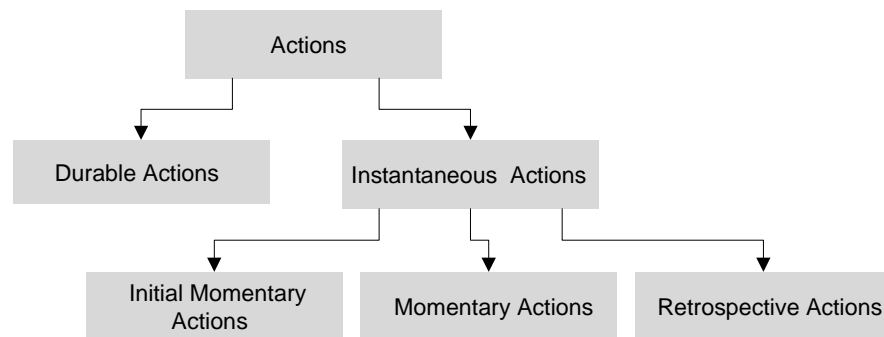 Actions
Durable Actions
Instantaneous Actions
Initial Momentary
Actions
Momentary Actions
Retrospective Actions